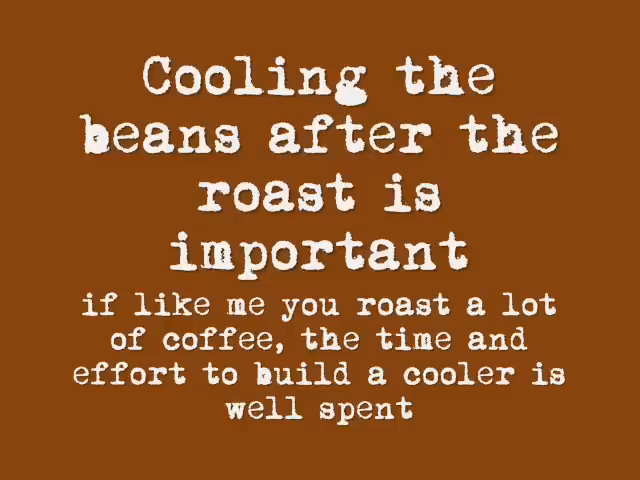 Cooling the
beans after the
roast is
important
if like me you roast a lot
of coffee, the time and
effort to build a cooler is
well spent